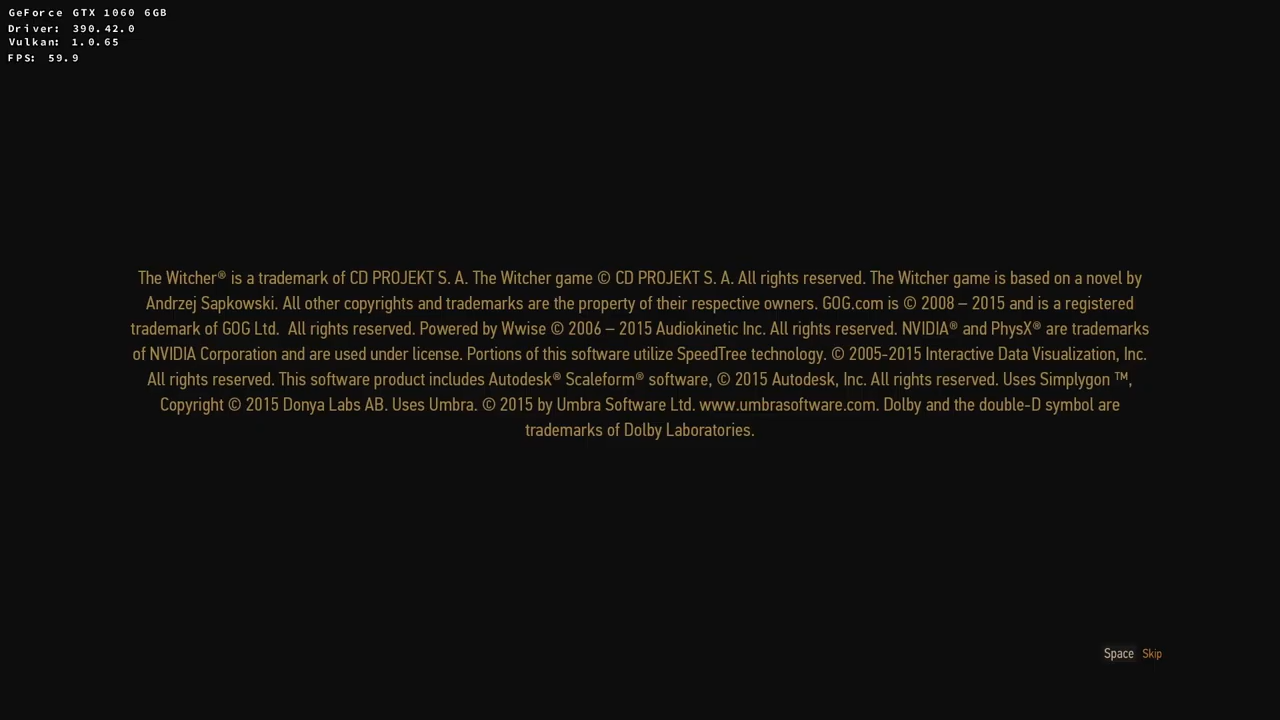 GeForce GTX 1060 6GB
Driver: 390.42.0
Vulkan: 1.0.65
FPS: 59.9
The Witcher® is a trademark of CD PROJEKT S. A. The Witcher game © CD PROJEKT S. A. All rights reserved. The Witcher game is based on a novel by
Andrzej Sapkowski. All other copyrights and trademarks are the property of their respective owners. GOG.com is © 2008 – 2015 and is a registered
trademark of GOG Ltd.  All rights reserved. Powered by Wwise © 2006 – 2015 Audiokinetic Inc. All rights reserved. NVIDIA® and PhysX® are trademarks
of NVIDIA Corporation and are used under license. Portions of this software utilize SpeedTree technology. © 2005-2015 Interactive Data Visualization, Inc.
All rights reserved. This software product includes Autodesk® Scaleform® software, © 2015 Autodesk, Inc. All rights reserved. Uses Simplygon ™,
Copyright © 2015 Donya Labs AB. Uses Umbra. © 2015 by Umbra Software Ltd. www.umbrasoftware.com. Dolby and the double-D symbol are
trademarks of Dolby Laboratories.
Space Skip